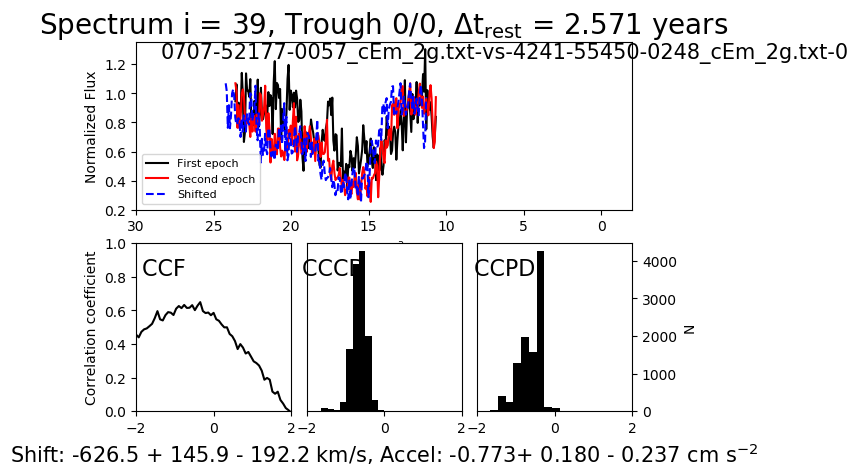 Spectrum i = 39, Trough 0/0, Δt_rest = 2.571 years
0707-52177-0057_cEm_2g.txt-vs-4241-55450-0248_cEm_2g.txt-0
Normalized Flux
1.2
1.0
0.8
0.6
0.4
0.2
First epoch
Second epoch
Shifted
30 25 20 15 10 5 0
Correlation coefficient
1.0
0.8
0.6
0.4
0.2
0.0
CCF
CCCD
CCPD
4000
3000
2000
1000
0
N
−2 0 2
−2 0 2
−2 0 2
Shift: -626.5 + 145.9 - 192.2 km/s, Accel: -0.773+ 0.180 - 0.237 cm s⁻²